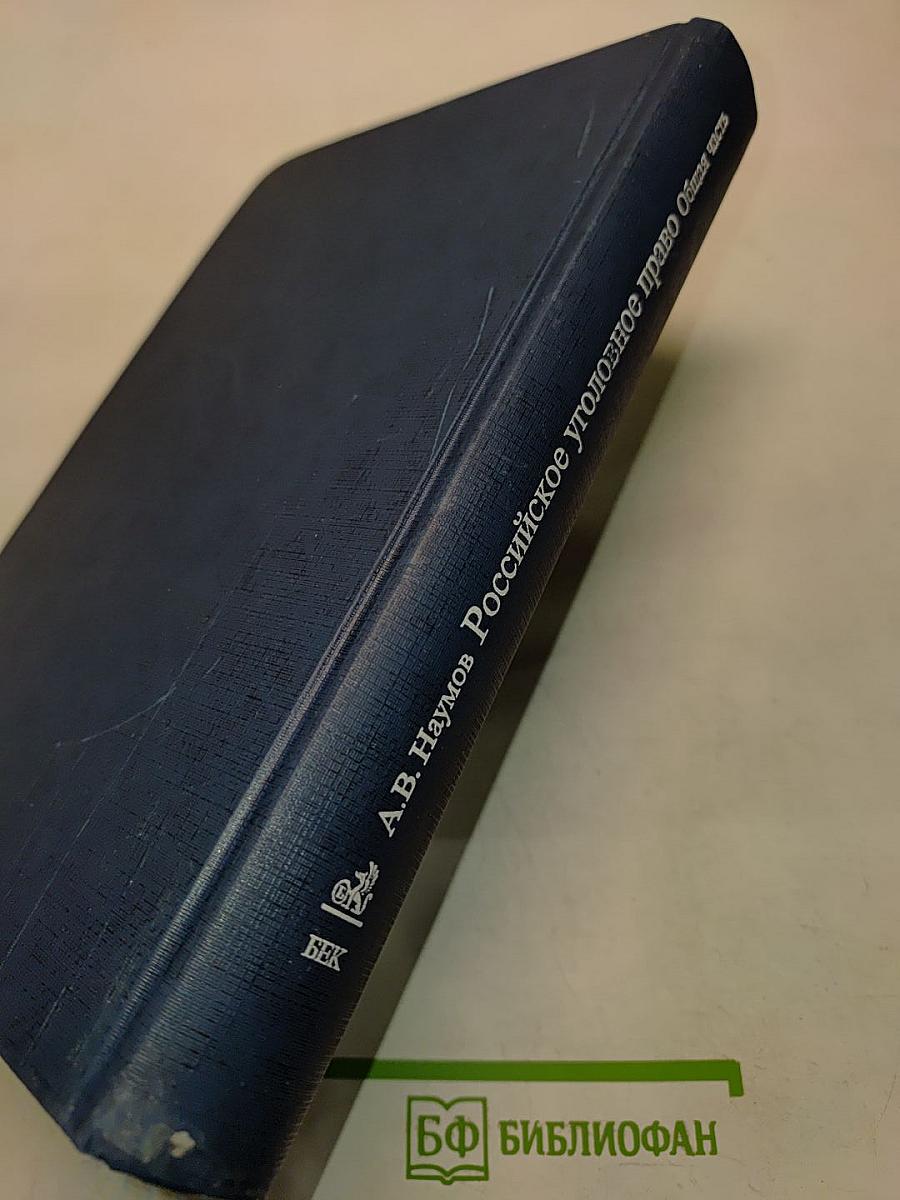 А.В. Наумов Российское уголовное право Общая часть
БЕК
БФ БИБЛИОФАН